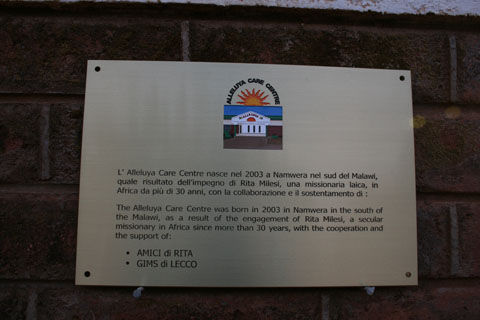 ALLELUYA CARE CENTRE
L' Alleluya Care Centre nasce nel 2003 a Namwera nel sud del Malawi,
quale risultato dell'impegno di Rita Milesi, una missionaria laica, in
Africa da più di 30 anni, con la collaborazione e il sostentamento di :
The Alleluya Care Centre was born in 2003 in Namwera in the south of
the Malawi, as a result of the engagement of Rita Milesi, a secular
missionary in Africa since more than 30 years, with the cooperation and
the support of:
• AMICI di RITA
• GIMS di LECCO